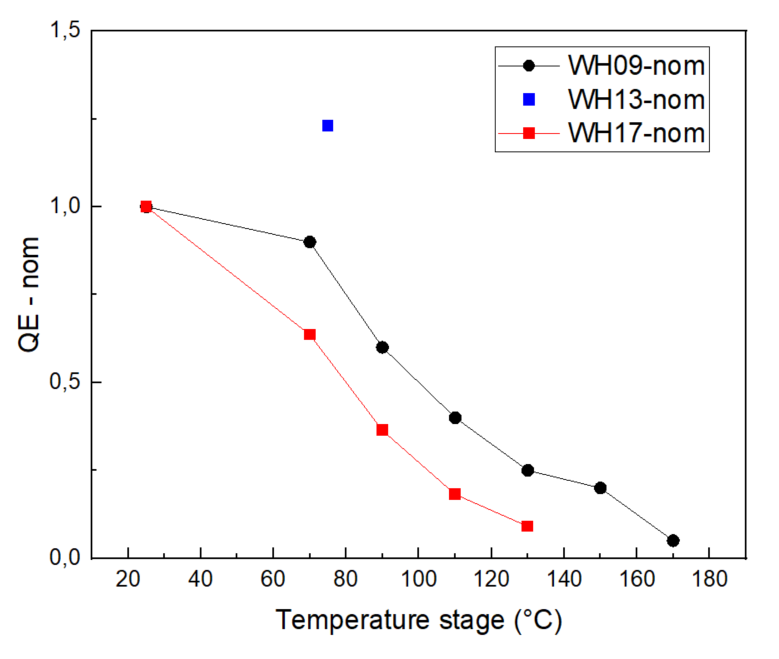 1,5
WH09-nom
WH13-nom
WH17-nom
1,0
QE - nom
0,5
0,0
20 40 60 80 100 120 140 160 180
Temperature stage (°C)